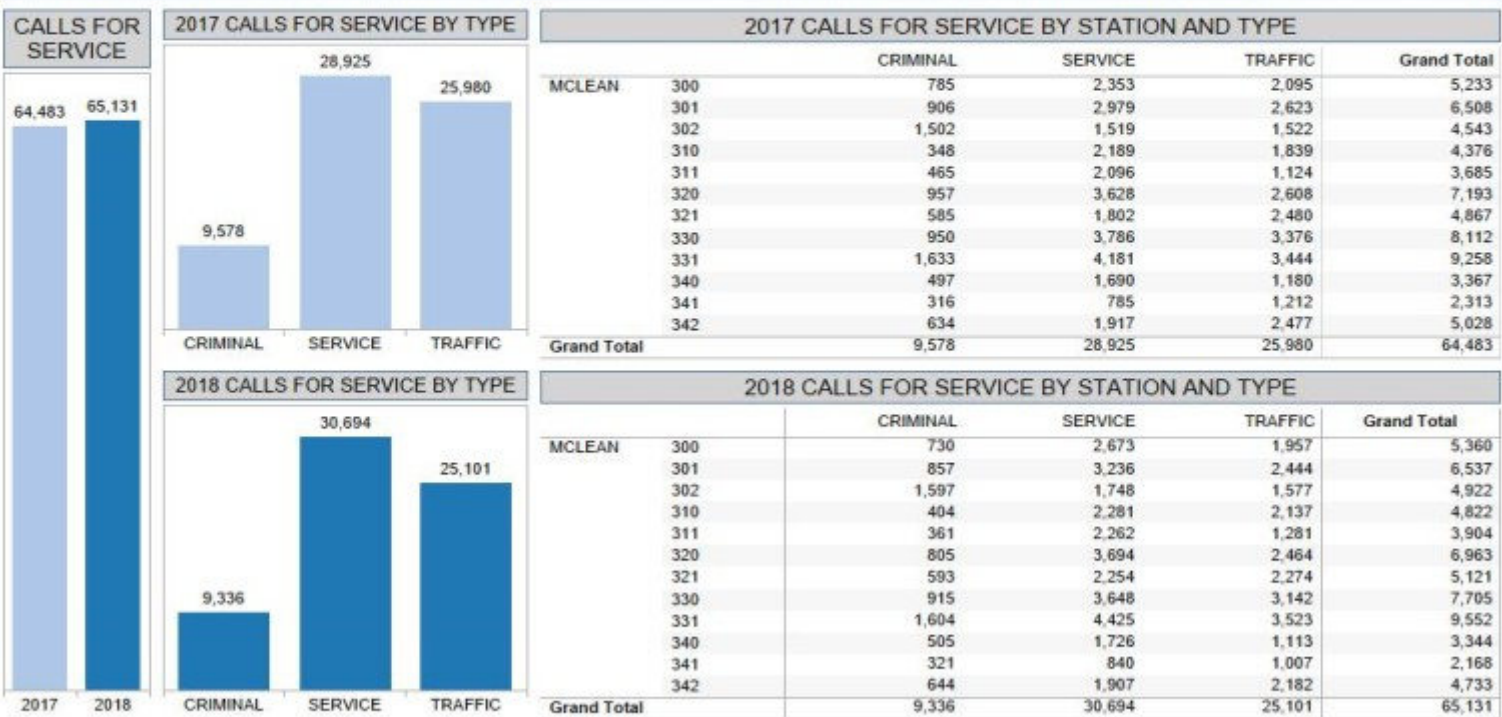 CALLS FOR
SERVICE
64,483 65,131
2017 2018
2017 CALLS FOR SERVICE BY TYPE
28,925
25,980
9,578
CRIMINAL SERVICE TRAFFIC
2018 CALLS FOR SERVICE BY TYPE
30,694
25,101
9,336
CRIMINAL SERVICE TRAFFIC
2017 CALLS FOR SERVICE BY STATION AND TYPE
CRIMINAL SERVICE TRAFFIC Grand Total
MCLEAN 300 785 2,353 2,095 5,233
301 906 2,979 2,623 6,508
302 1,502 1,519 1,522 4,543
310 348 2,189 1,839 4,376
311 465 2,096 1,124 3,685
320 957 3,628 2,608 7,193
321 585 1,802 2,480 4,867
330 950 3,786 3,376 8,112
331 1,633 4,181 3,444 9,258
340 497 1,690 1,180 3,367
341 316 785 1,212 2,313
342 634 1,917 2,477 5,028
Grand Total 9,578 28,925 25,980 64,483
2018 CALLS FOR SERVICE BY STATION AND TYPE
CRIMINAL SERVICE TRAFFIC Grand Total
MCLEAN 300 730 2,673 1,957 5,360
301 857 3,236 2,444 6,537
302 1,597 1,748 1,577 4,922
310 404 2,281 2,137 4,822
311 361 2,262 1,281 3,904
320 805 3,694 2,464 6,963
321 593 2,254 2,274 5,121
330 915 3,648 3,142 7,705
331 1,604 4,425 3,523 9,552
340 505 1,726 1,113 3,344
341 321 840 1,007 2,168
342 644 1,907 2,182 4,733
Grand Total 9,336 30,694 25,101 65,131